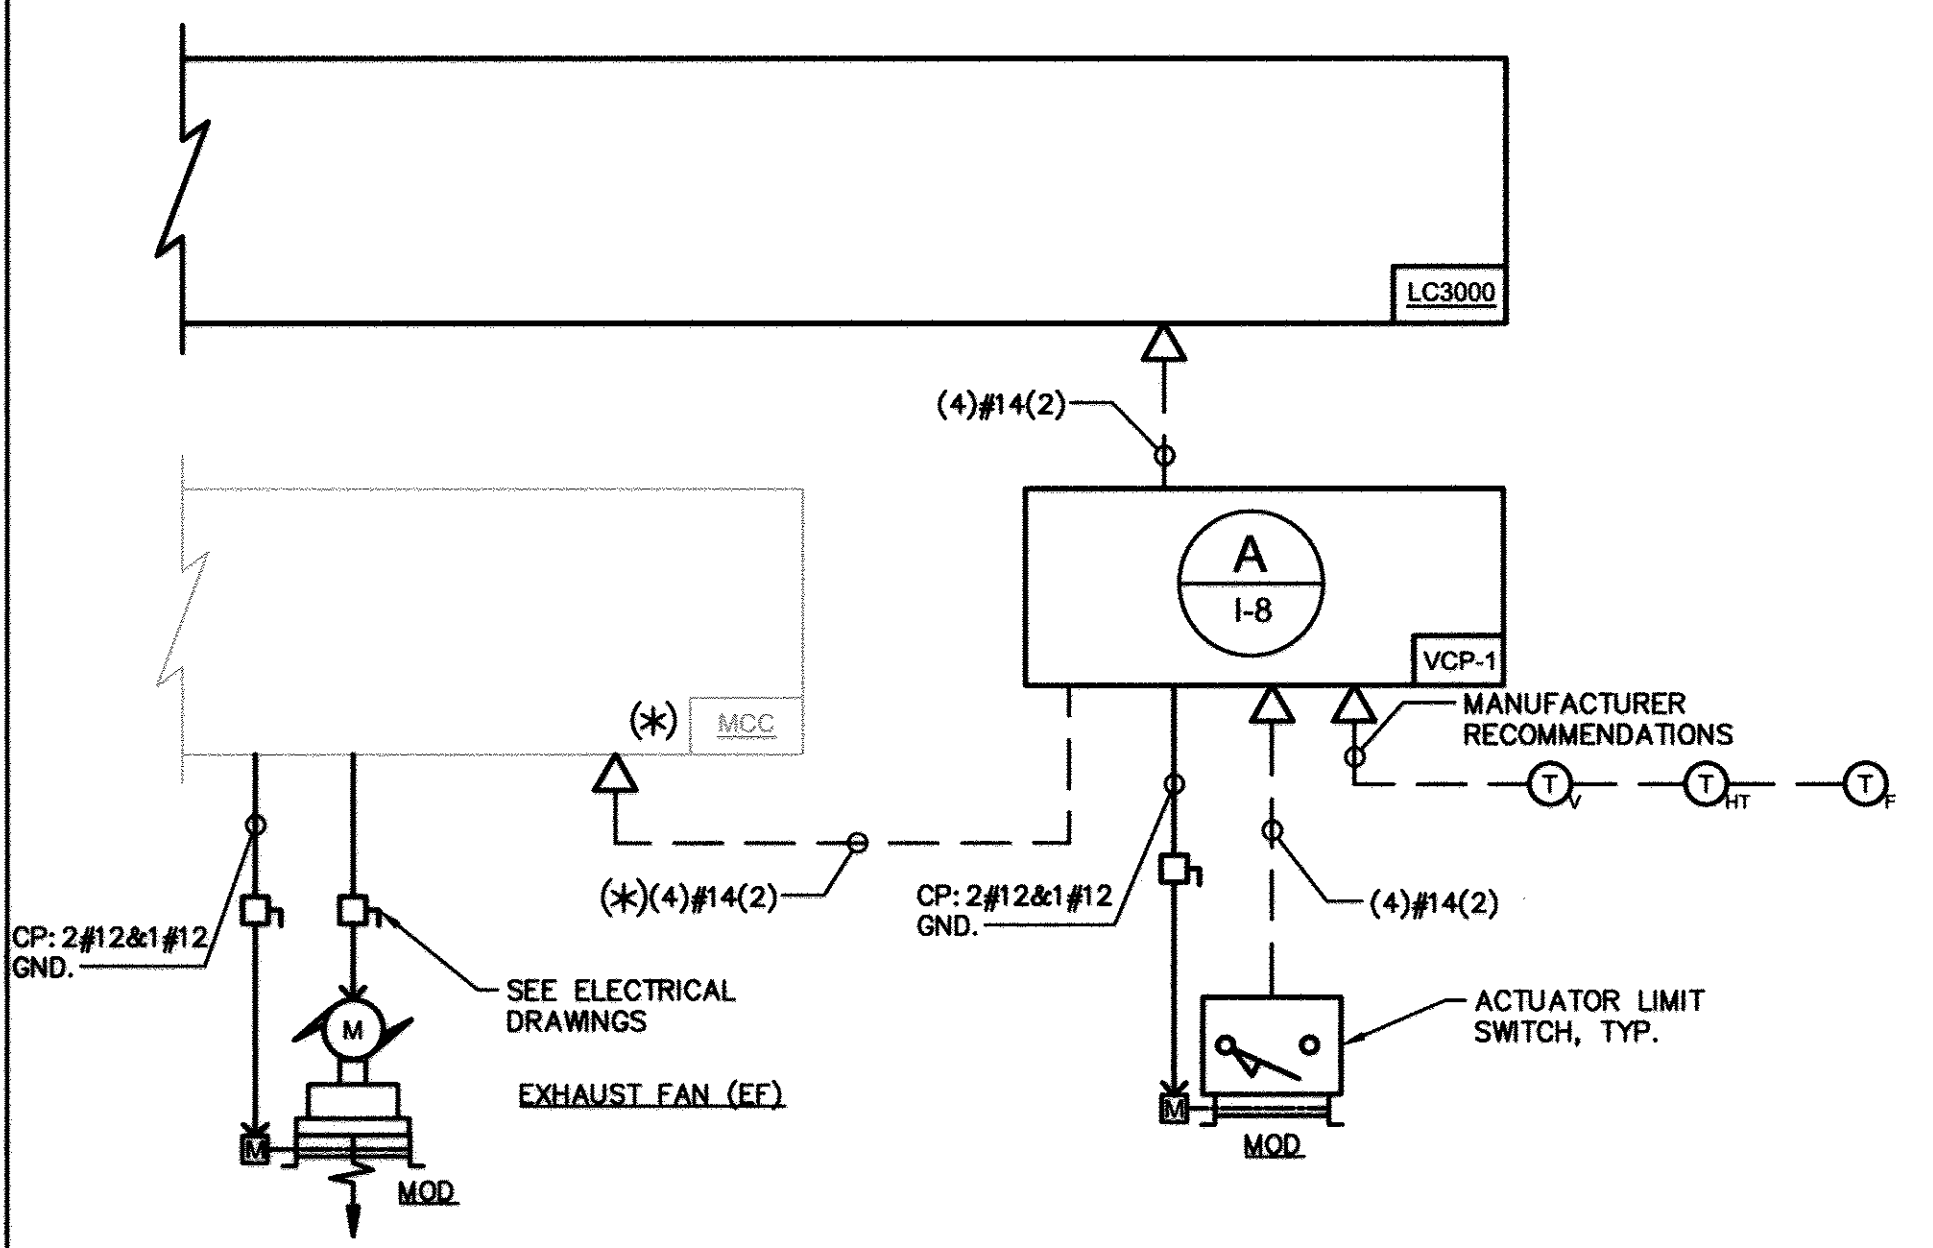 LC3000
(4)#14(2)
A
I-8
VCP-1
(*)
MCC
MANUFACTURER
RECOMMENDATIONS
T V
T HT
T F
(*)(4)#14(2)
CP: 2#12&1#12
GND.
(4)#14(2)
CP: 2#12&1#12
GND.
SEE ELECTRICAL
DRAWINGS
M
ACTUATOR LIMIT
SWITCH, TYP.
EXHAUST FAN (EF)
M
M
MOD
MOD